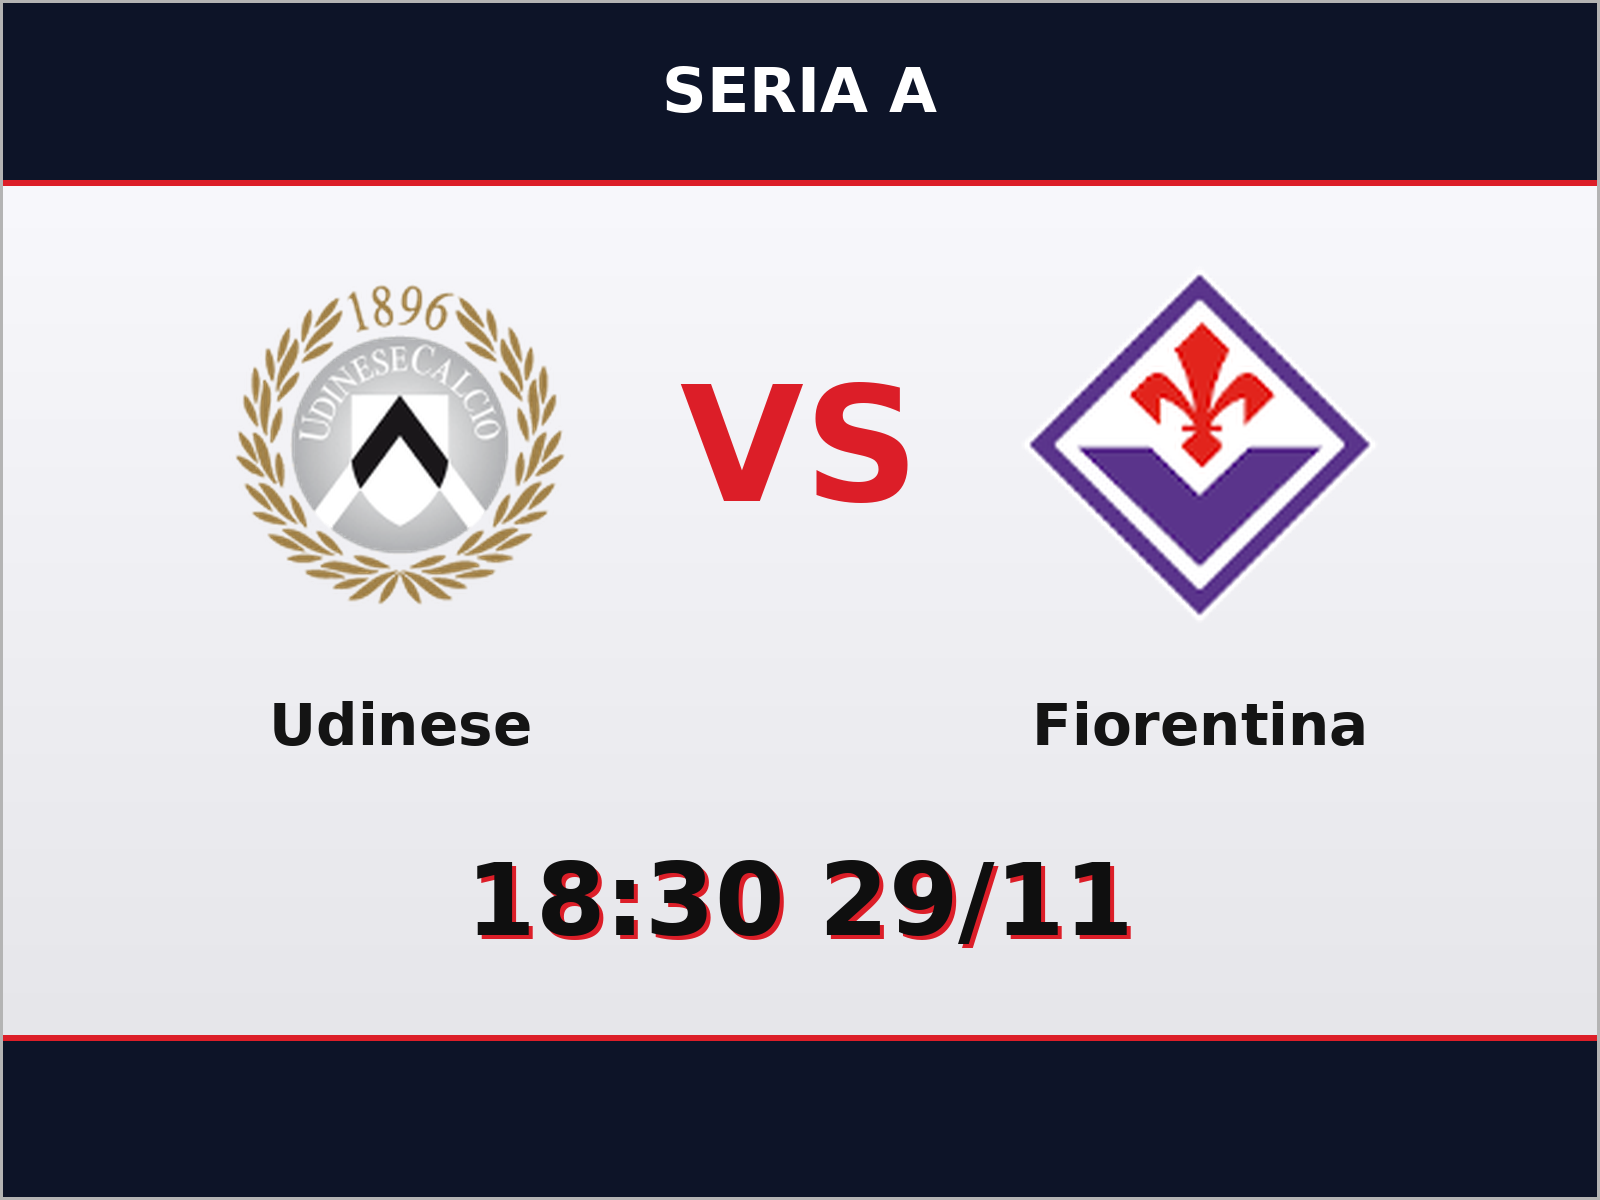 SERIA A
1896
UDINESE CALCIO
VS
Udinese
Fiorentina
18:30 29/11